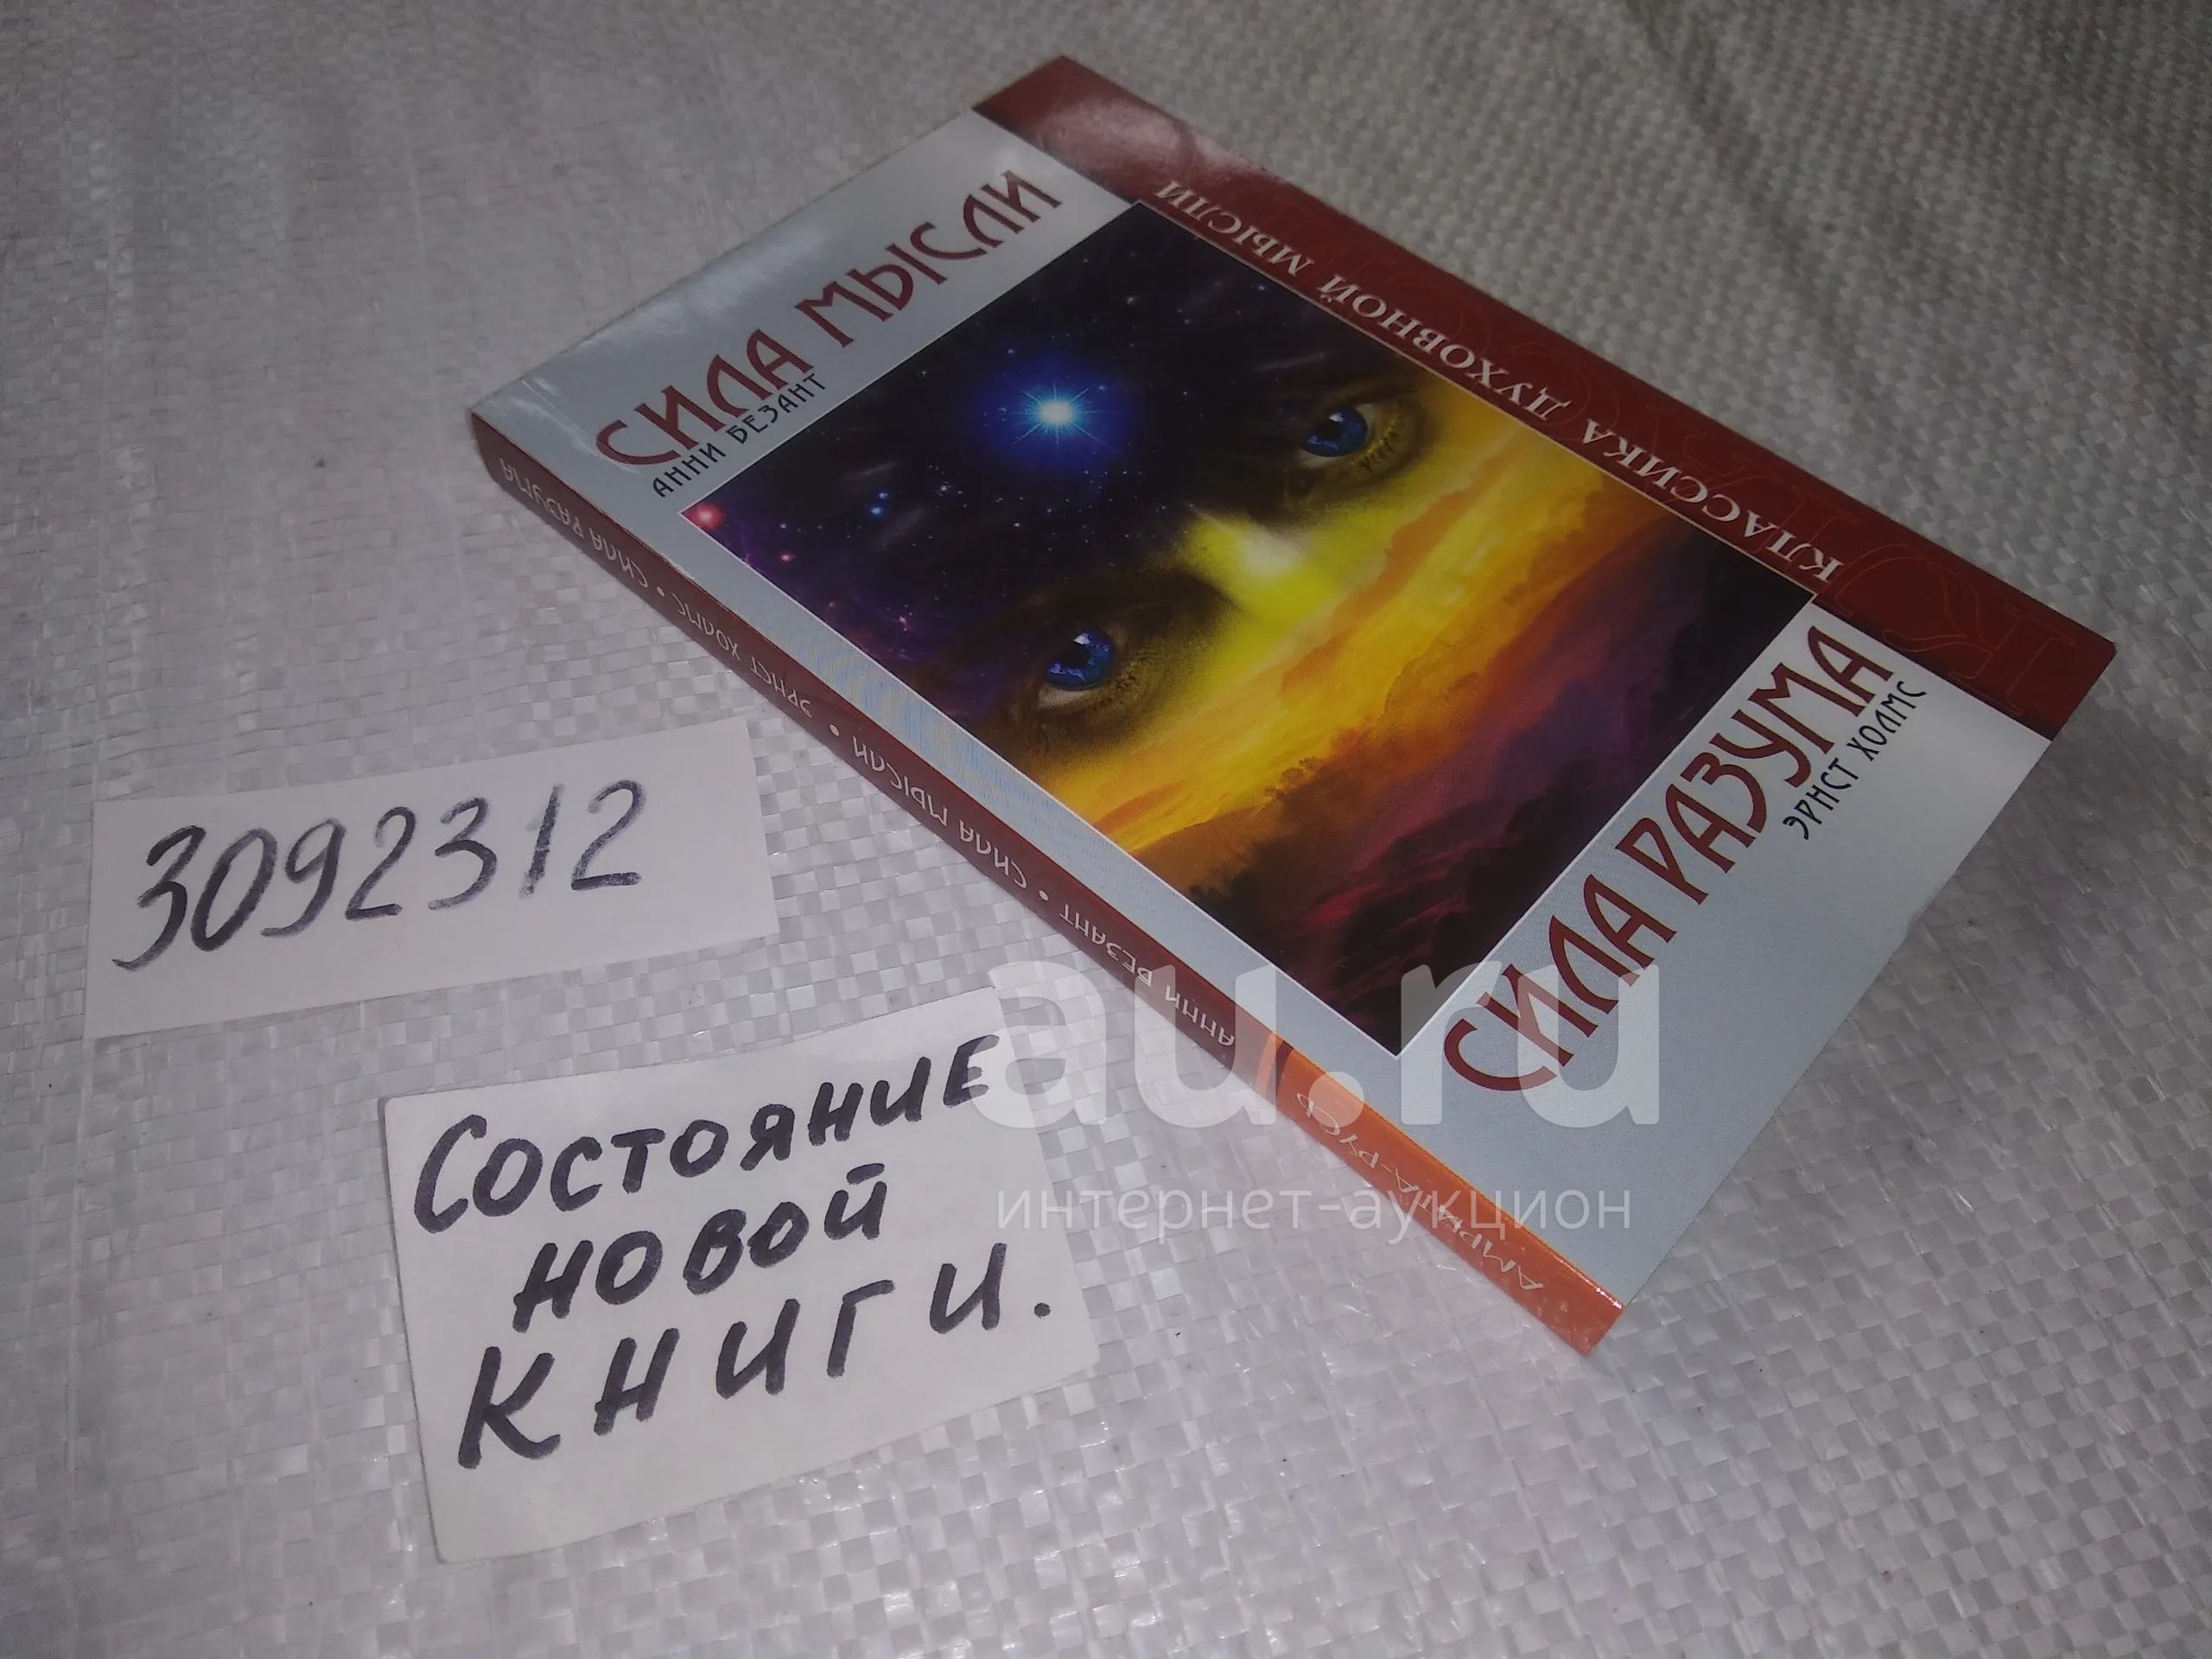 СИЛА МЫСЛИ
АННИ БЕЗАНТ
КЛАССИКА ДУХОВНОЙ МЫСЛИ
СИЛА РАЗУМА
ЭРНСТ ХОЛМС
АННИ БЕЗАНТ • СИЛА МЫСЛИ • ЭРНСТ ХОЛМС • СИЛА РАЗУМА
АМРИТА-РУСЬ
3092312
Состояние
новой
книги.
au.ru
интернет-аукцион